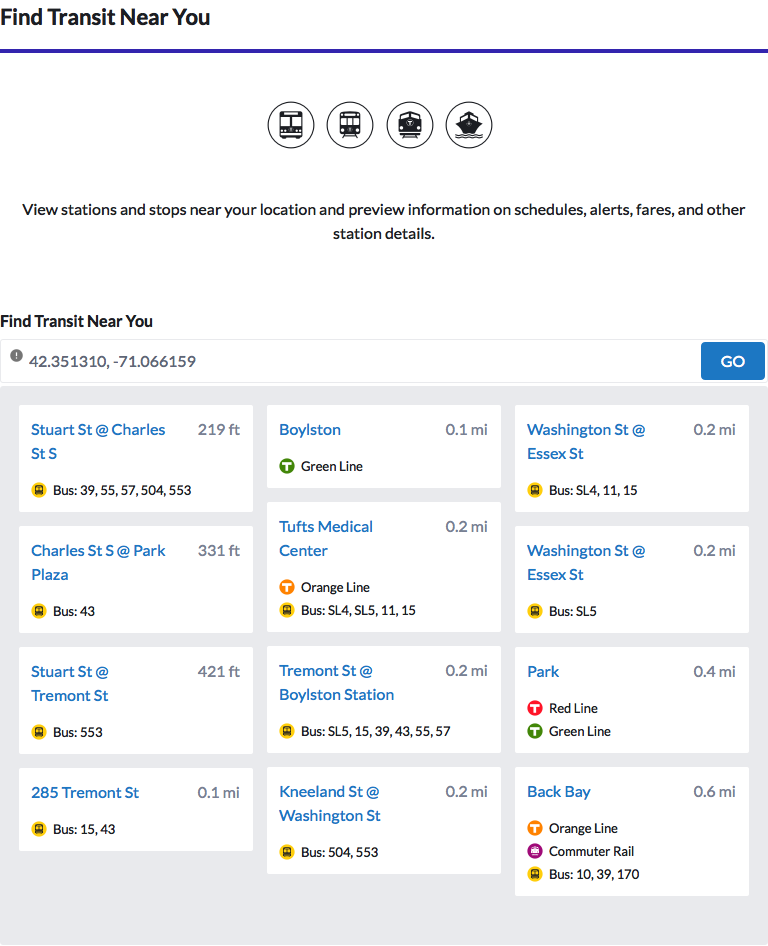 Find Transit Near You
View stations and stops near your location and preview information on schedules, alerts, fares, and other
station details.
Find Transit Near You
42.351310, -71.066159
GO
Stuart St @ Charles
St S
219 ft
Bus: 39, 55, 57, 504, 553
Charles St S @ Park
Plaza
331 ft
Bus: 43
Stuart St @
Tremont St
421 ft
Bus: 553
285 Tremont St
0.1 mi
Bus: 15, 43
Boylston
0.1 mi
T Green Line
Tufts Medical
Center
0.2 mi
T Orange Line
Bus: SL4, SL5, 11, 15
Tremont St @
Boylston Station
0.2 mi
Bus: SL5, 15, 39, 43, 55, 57
Kneeland St @
Washington St
0.2 mi
Bus: 504, 553
Washington St @
Essex St
0.2 mi
Bus: SL4, 11, 15
Washington St @
Essex St
0.2 mi
Bus: SL5
Park
0.4 mi
T Red Line
T Green Line
Back Bay
0.6 mi
T Orange Line
Commuter Rail
Bus: 10, 39, 170